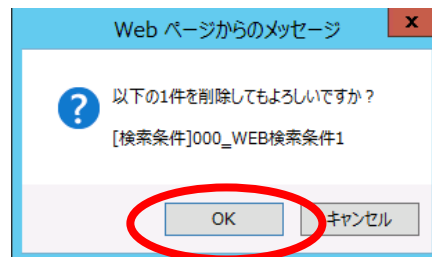 Web ページからのメッセージ
x
以下の1件を削除してもよろしいですか？
[検索条件]000_WEB検索条件1
OK
キャンセル